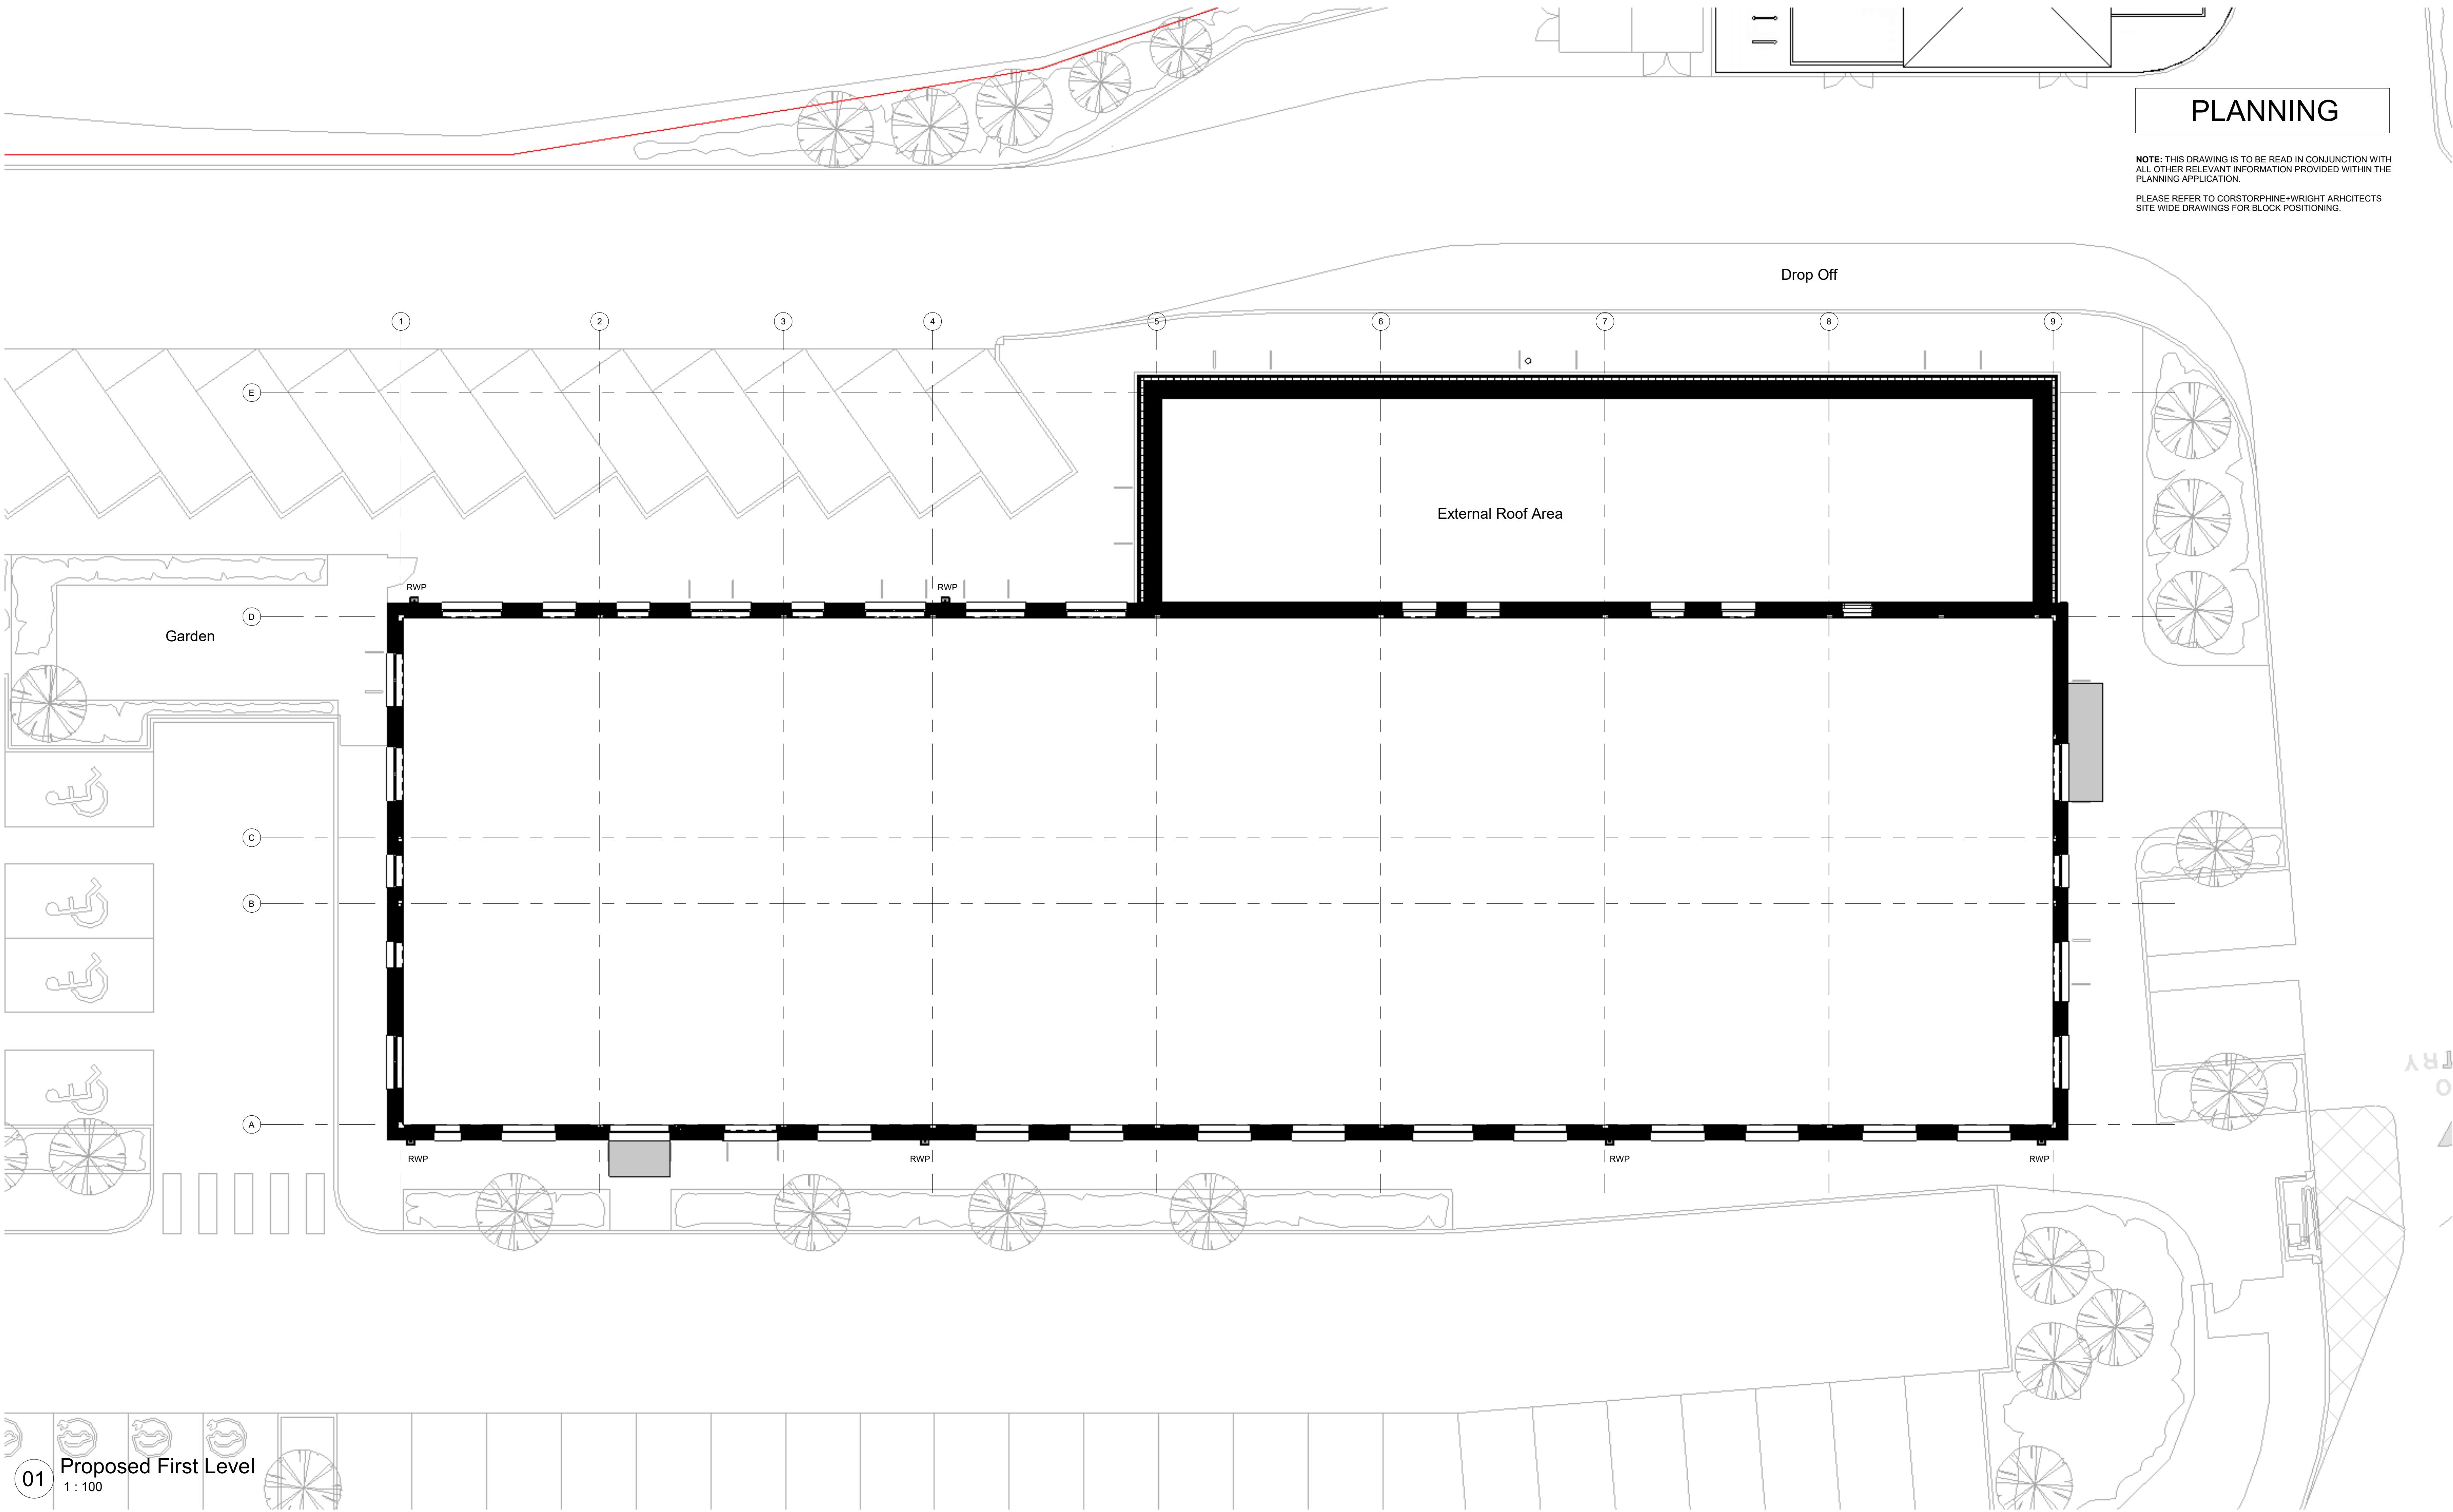 PLANNING
NOTE: THIS DRAWING IS TO BE READ IN CONJUNCTION WITH
ALL OTHER RELEVANT INFORMATION PROVIDED WITHIN THE
PLANNING APPLICATION.
PLEASE REFER TO CORSTORPHINE+WRIGHT ARHCITECTS
SITE WIDE DRAWINGS FOR BLOCK POSITIONING.
Drop Off
1 2 3 4 5 6 7 8 9
E
External Roof Area
RWP RWP
D
Garden
C
B
A
RWP RWP RWP RWP
01 Proposed First Level
1 : 100